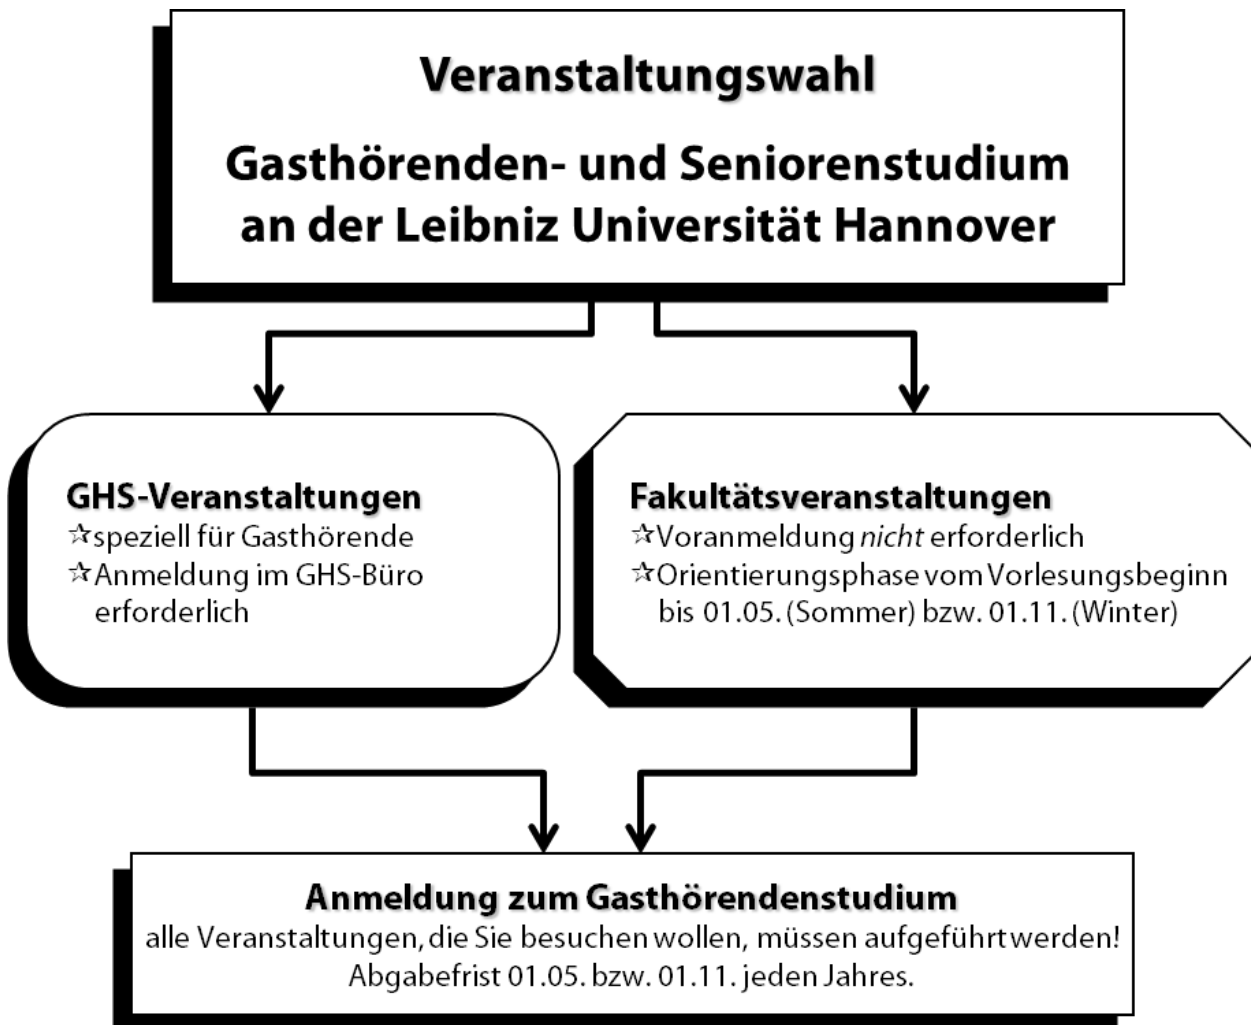 Veranstaltungswahl
Gasthörenden- und Seniorenstudium
an der Leibniz Universität Hannover
GHS-Veranstaltungen
☆speziell für Gasthörende
☆Anmeldung im GHS-Büro
erforderlich
Fakultätsveranstaltungen
☆Voranmeldung nicht erforderlich
☆Orientierungsphase vom Vorlesungsbeginn
bis 01.05. (Sommer) bzw. 01.11. (Winter)
Anmeldung zum Gasthörendenstudium
alle Veranstaltungen, die Sie besuchen wollen, müssen aufgeführt werden!
Abgabefrist 01.05. bzw. 01.11. jeden Jahres.